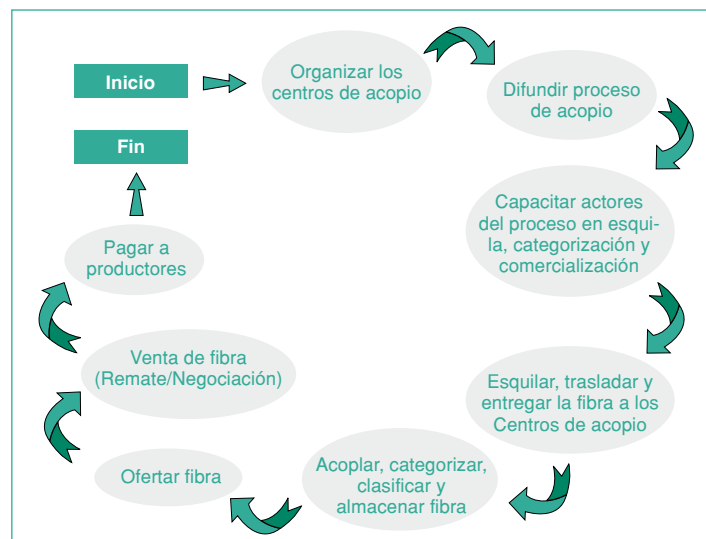 Inicio
Organizar los
centros de acopio
Difundir proceso
de acopio
Capacitar actores
del proceso en esqui-
la, categorización y
comercialización
Esquilar, trasladar y
entregar la fibra a los
Centros de acopio
Acoplar, categorizar,
clasificar y
almacenar fibra
Ofertar fibra
Venta de fibra
(Remate/Negociación)
Pagar a
productores
Fin